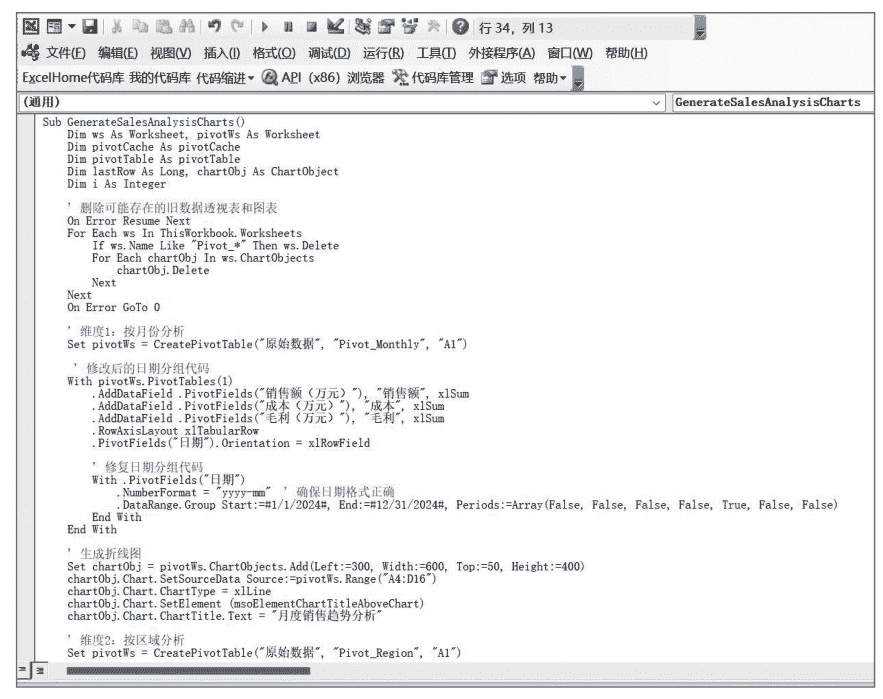 行 34, 列 13
文件(F) 编辑(E) 视图(V) 插入(I) 格式(O) 调试(D) 运行(R) 工具(T) 外接程序(A) 窗口(W) 帮助(H)
ExcelHome代码库 我的代码库 代码缩进 API (x86) 浏览器 代码库管理 选项 帮助
(通用) GenerateSalesAnalysisCharts
Sub GenerateSalesAnalysisCharts()
    Dim ws As Worksheet, pivotWs As Worksheet
    Dim pivotCache As pivotCache
    Dim pivotTable As pivotTable
    Dim lastRow As Long, chartObj As ChartObject
    Dim i As Integer
    ' 删除可能存在的旧数据透视表和图表
    On Error Resume Next
    For Each ws In ThisWorkbook.Worksheets
        If ws.Name Like "Pivot_*" Then ws.Delete
        For Each chartObj In ws.ChartObjects
            chartObj.Delete
        Next
    Next
    On Error GoTo 0
    ' 维度1: 按月份分析
    Set pivotWs = CreatePivotTable("原始数据", "Pivot_Monthly", "A1")
    ' 修改后的日期分组代码
    With pivotWs.PivotTables(1)
        .AddDataField .PivotFields("销售额（万元）"), "销售额", xlSum
        .AddDataField .PivotFields("成本（万元）"), "成本", xlSum
        .AddDataField .PivotFields("毛利（万元）"), "毛利", xlSum
        .RowAxisLayout xlTabularRow
        .PivotFields("日期").Orientation = xlRowField
        ' 修复日期分组代码
        With .PivotFields("日期")
            .NumberFormat = "yyyy-mm"  ' 确保日期格式正确
            .DataRange.Group Start:=#1/1/2024#, End:=#12/31/2024#, Periods:=Array(False, False, False, False, True, False, False)
        End With
    End With
    ' 生成折线图
    Set chartObj = pivotWs.ChartObjects.Add(Left:=300, Width:=600, Top:=50, Height:=400)
    chartObj.Chart.SetSourceData Source:=pivotWs.Range("A4:D16")
    chartObj.Chart.ChartType = xlLine
    chartObj.Chart.SetElement (msoElementChartTitleAboveChart)
    chartObj.Chart.ChartTitle.Text = "月度销售趋势分析"
    ' 维度2: 按区域分析
    Set pivotWs = CreatePivotTable("原始数据", "Pivot_Region", "A1")